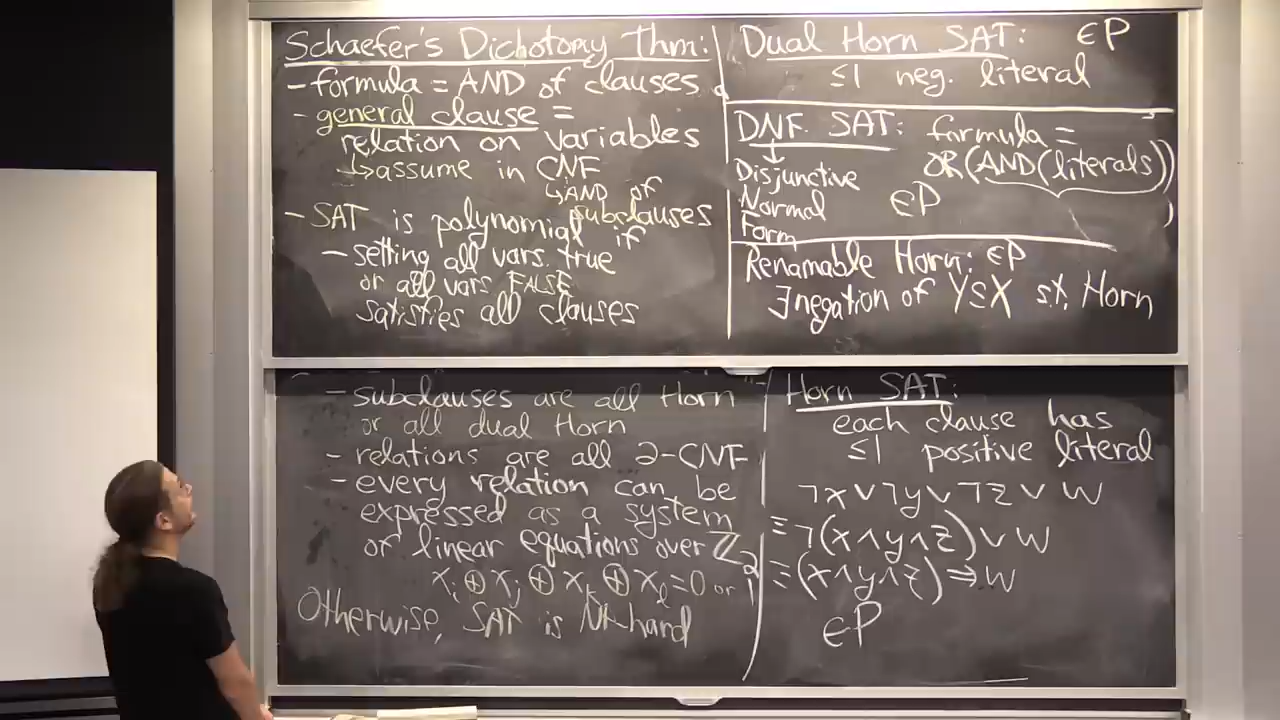 Schaefer's Dichotomy Thm:
- formula = AND of clauses
- general clause =
relation on variables
↳ assume in CNF
↳ AND of
subclauses
- SAT is polynomial if
- setting all vars. true
or all vars FALSE
satisfies all clauses
- subclauses are all Horn
or all dual Horn
- relations are all 2-CNF
- every relation can be
expressed as a system
of linear equations over ℤ₂
xᵢ ⊕ xⱼ ⊕ xₖ ⊕ xₗ = 0 or 1
Otherwise, SAT is NP-hard
Dual Horn SAT: ∈P
≤1 neg. literal
DNF SAT: formula =
OR(AND(literals))
↓
Disjunctive
Normal
Form
∈P
Renamable Horn: ∈P
∃ negation of Y⊆X s.t. Horn
Horn SAT:
each clause has
≤1 positive literal
¬x∨¬y∨¬z∨w
≡¬(x∧y∧z)∨w
≡(x∧y∧z)⇒w
∈P